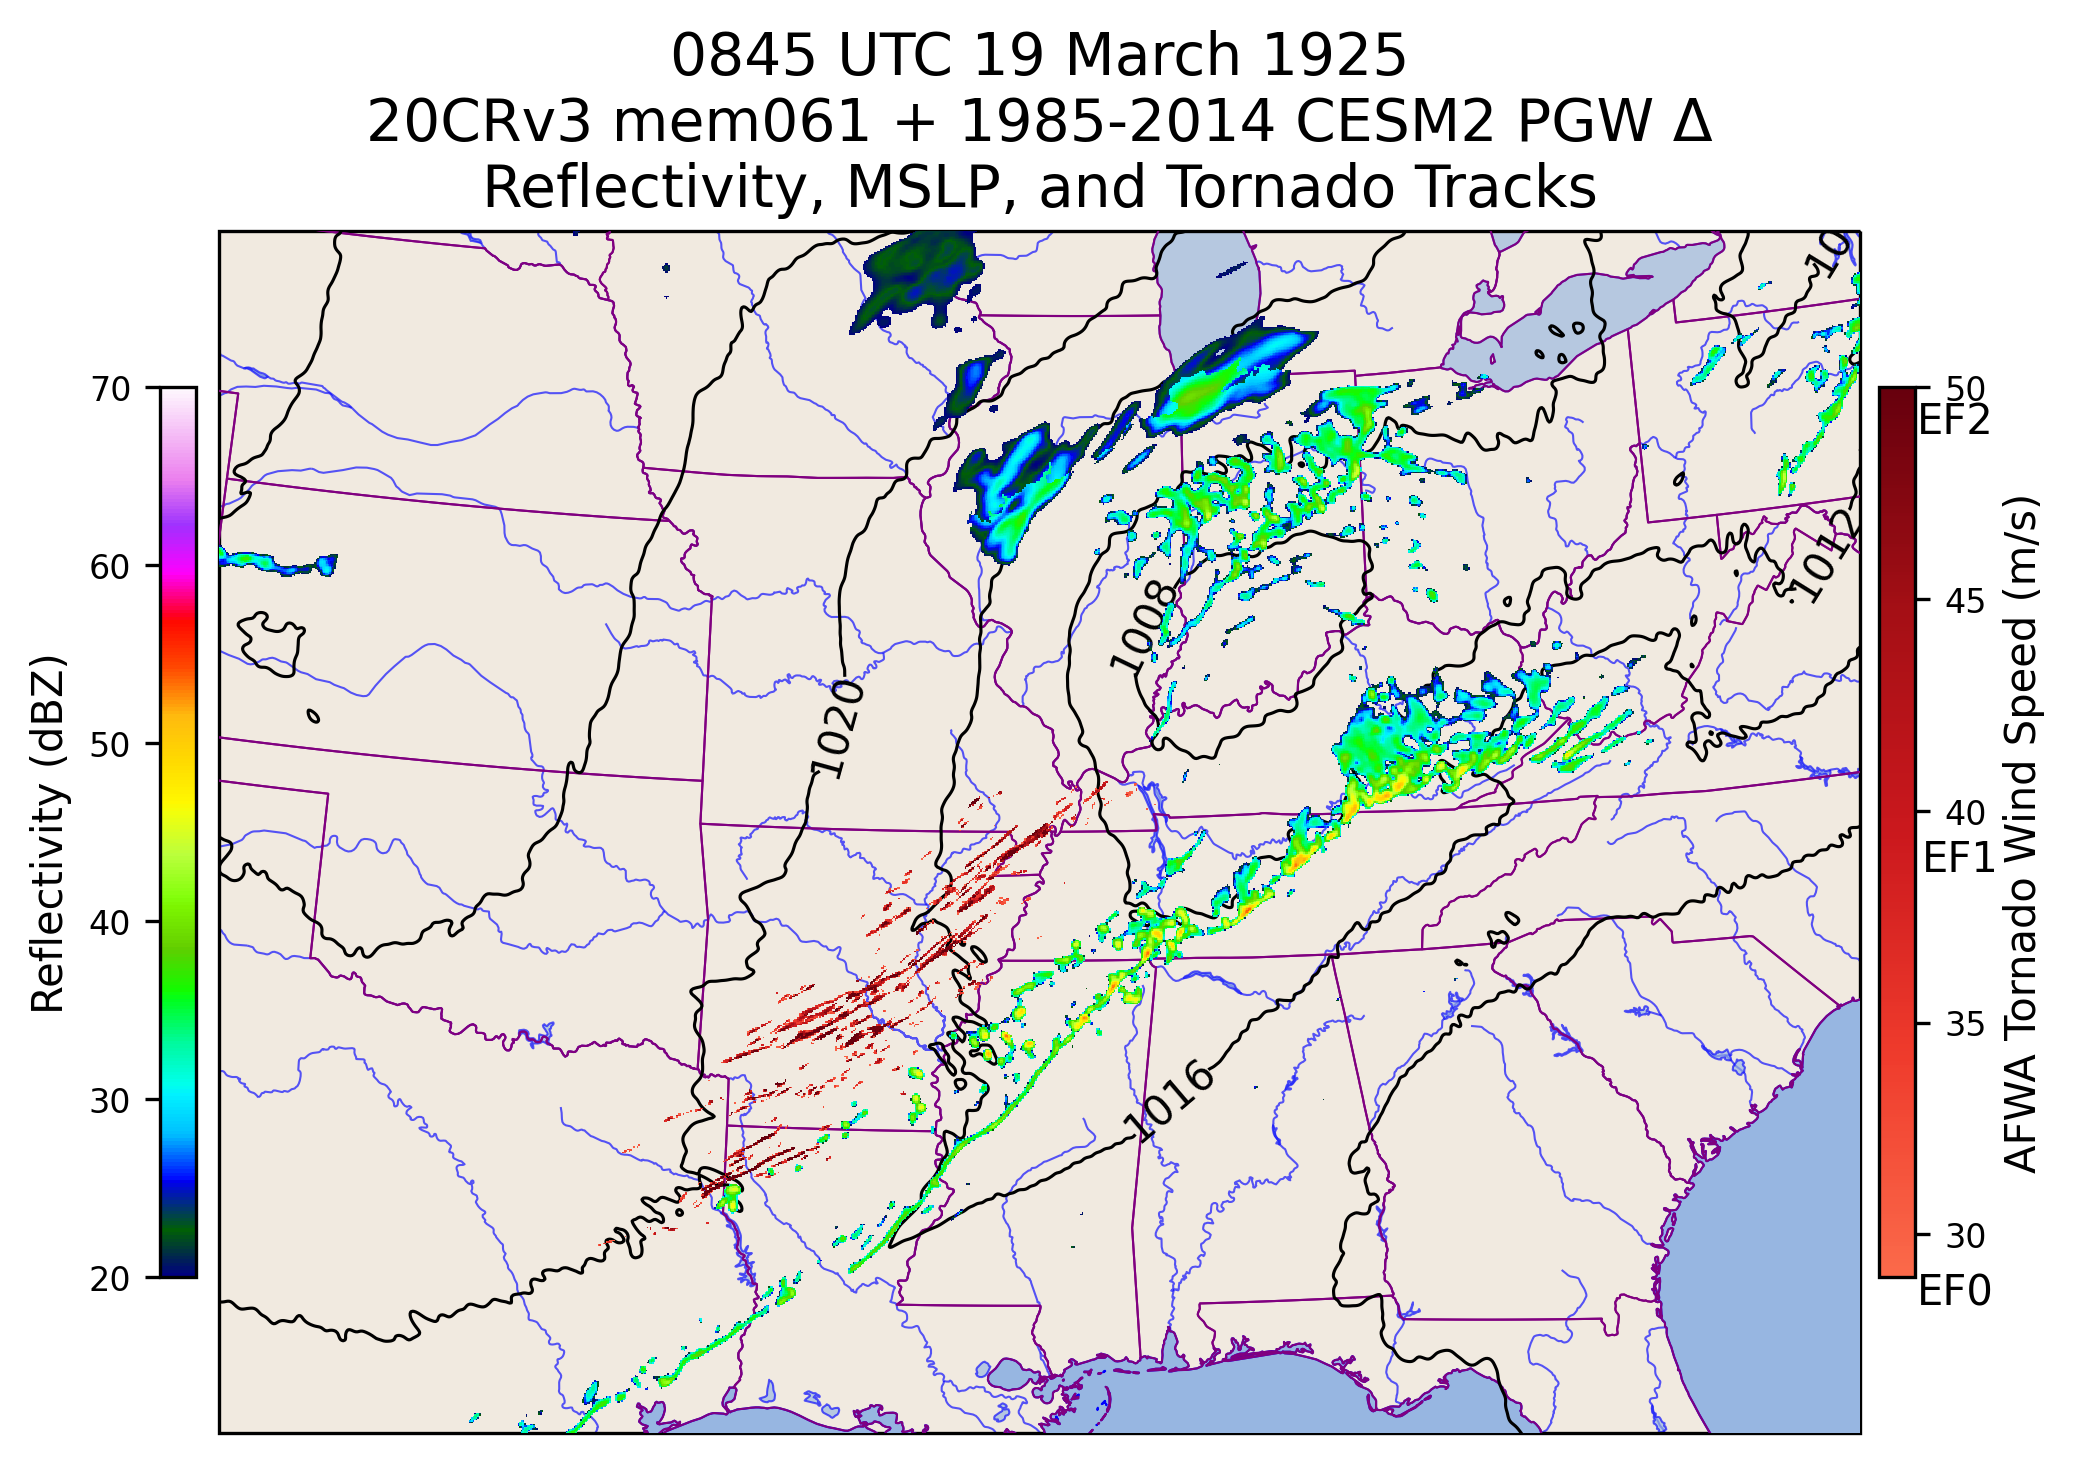 0845 UTC 19 March 1925
20CRv3 mem061 + 1985-2014 CESM2 PGW Δ
Reflectivity, MSLP, and Tornado Tracks
Reflectivity (dBZ)
70
60
50
40
30
20
10
1012
1008
1020
1016
50
EF2
45
40
EF1
35
30
EF0
AFWA Tornado Wind Speed (m/s)